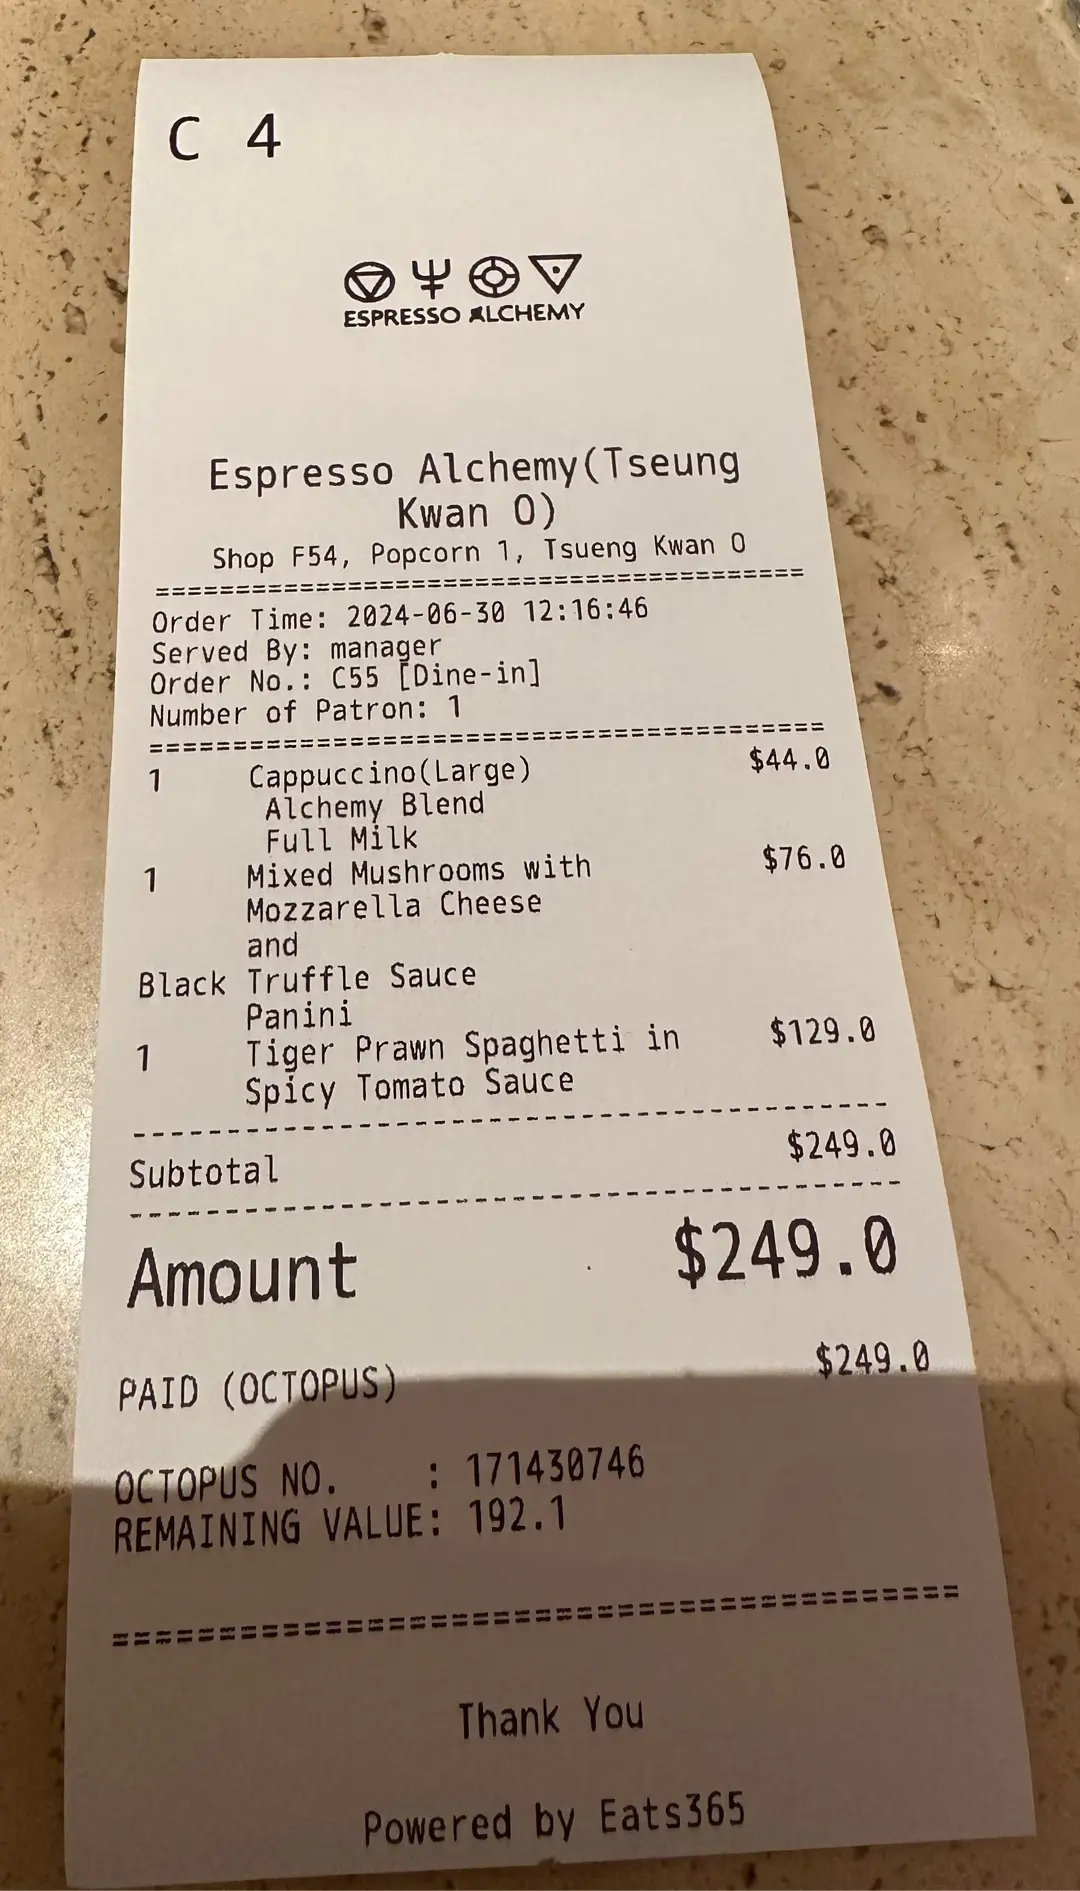 C 4
ESPRESSO ALCHEMY
Espresso Alchemy(Tseung
Kwan O)
Shop F54, Popcorn 1, Tsueng Kwan O
==========================================
Order Time: 2024-06-30 12:16:46
Served By: manager
Order No.: C55 [Dine-in]
Number of Patron: 1
==========================================
1 Cappuccino(Large) $44.0
Alchemy Blend
Full Milk
1 Mixed Mushrooms with $76.0
Mozzarella Cheese
and
Black Truffle Sauce
Panini
1 Tiger Prawn Spaghetti in $129.0
Spicy Tomato Sauce
------------------------------------------
Subtotal $249.0
------------------------------------------
Amount $249.0
PAID (OCTOPUS) $249.0
OCTOPUS NO. : 171430746
REMAINING VALUE: 192.1
==========================================
Thank You
Powered by Eats365